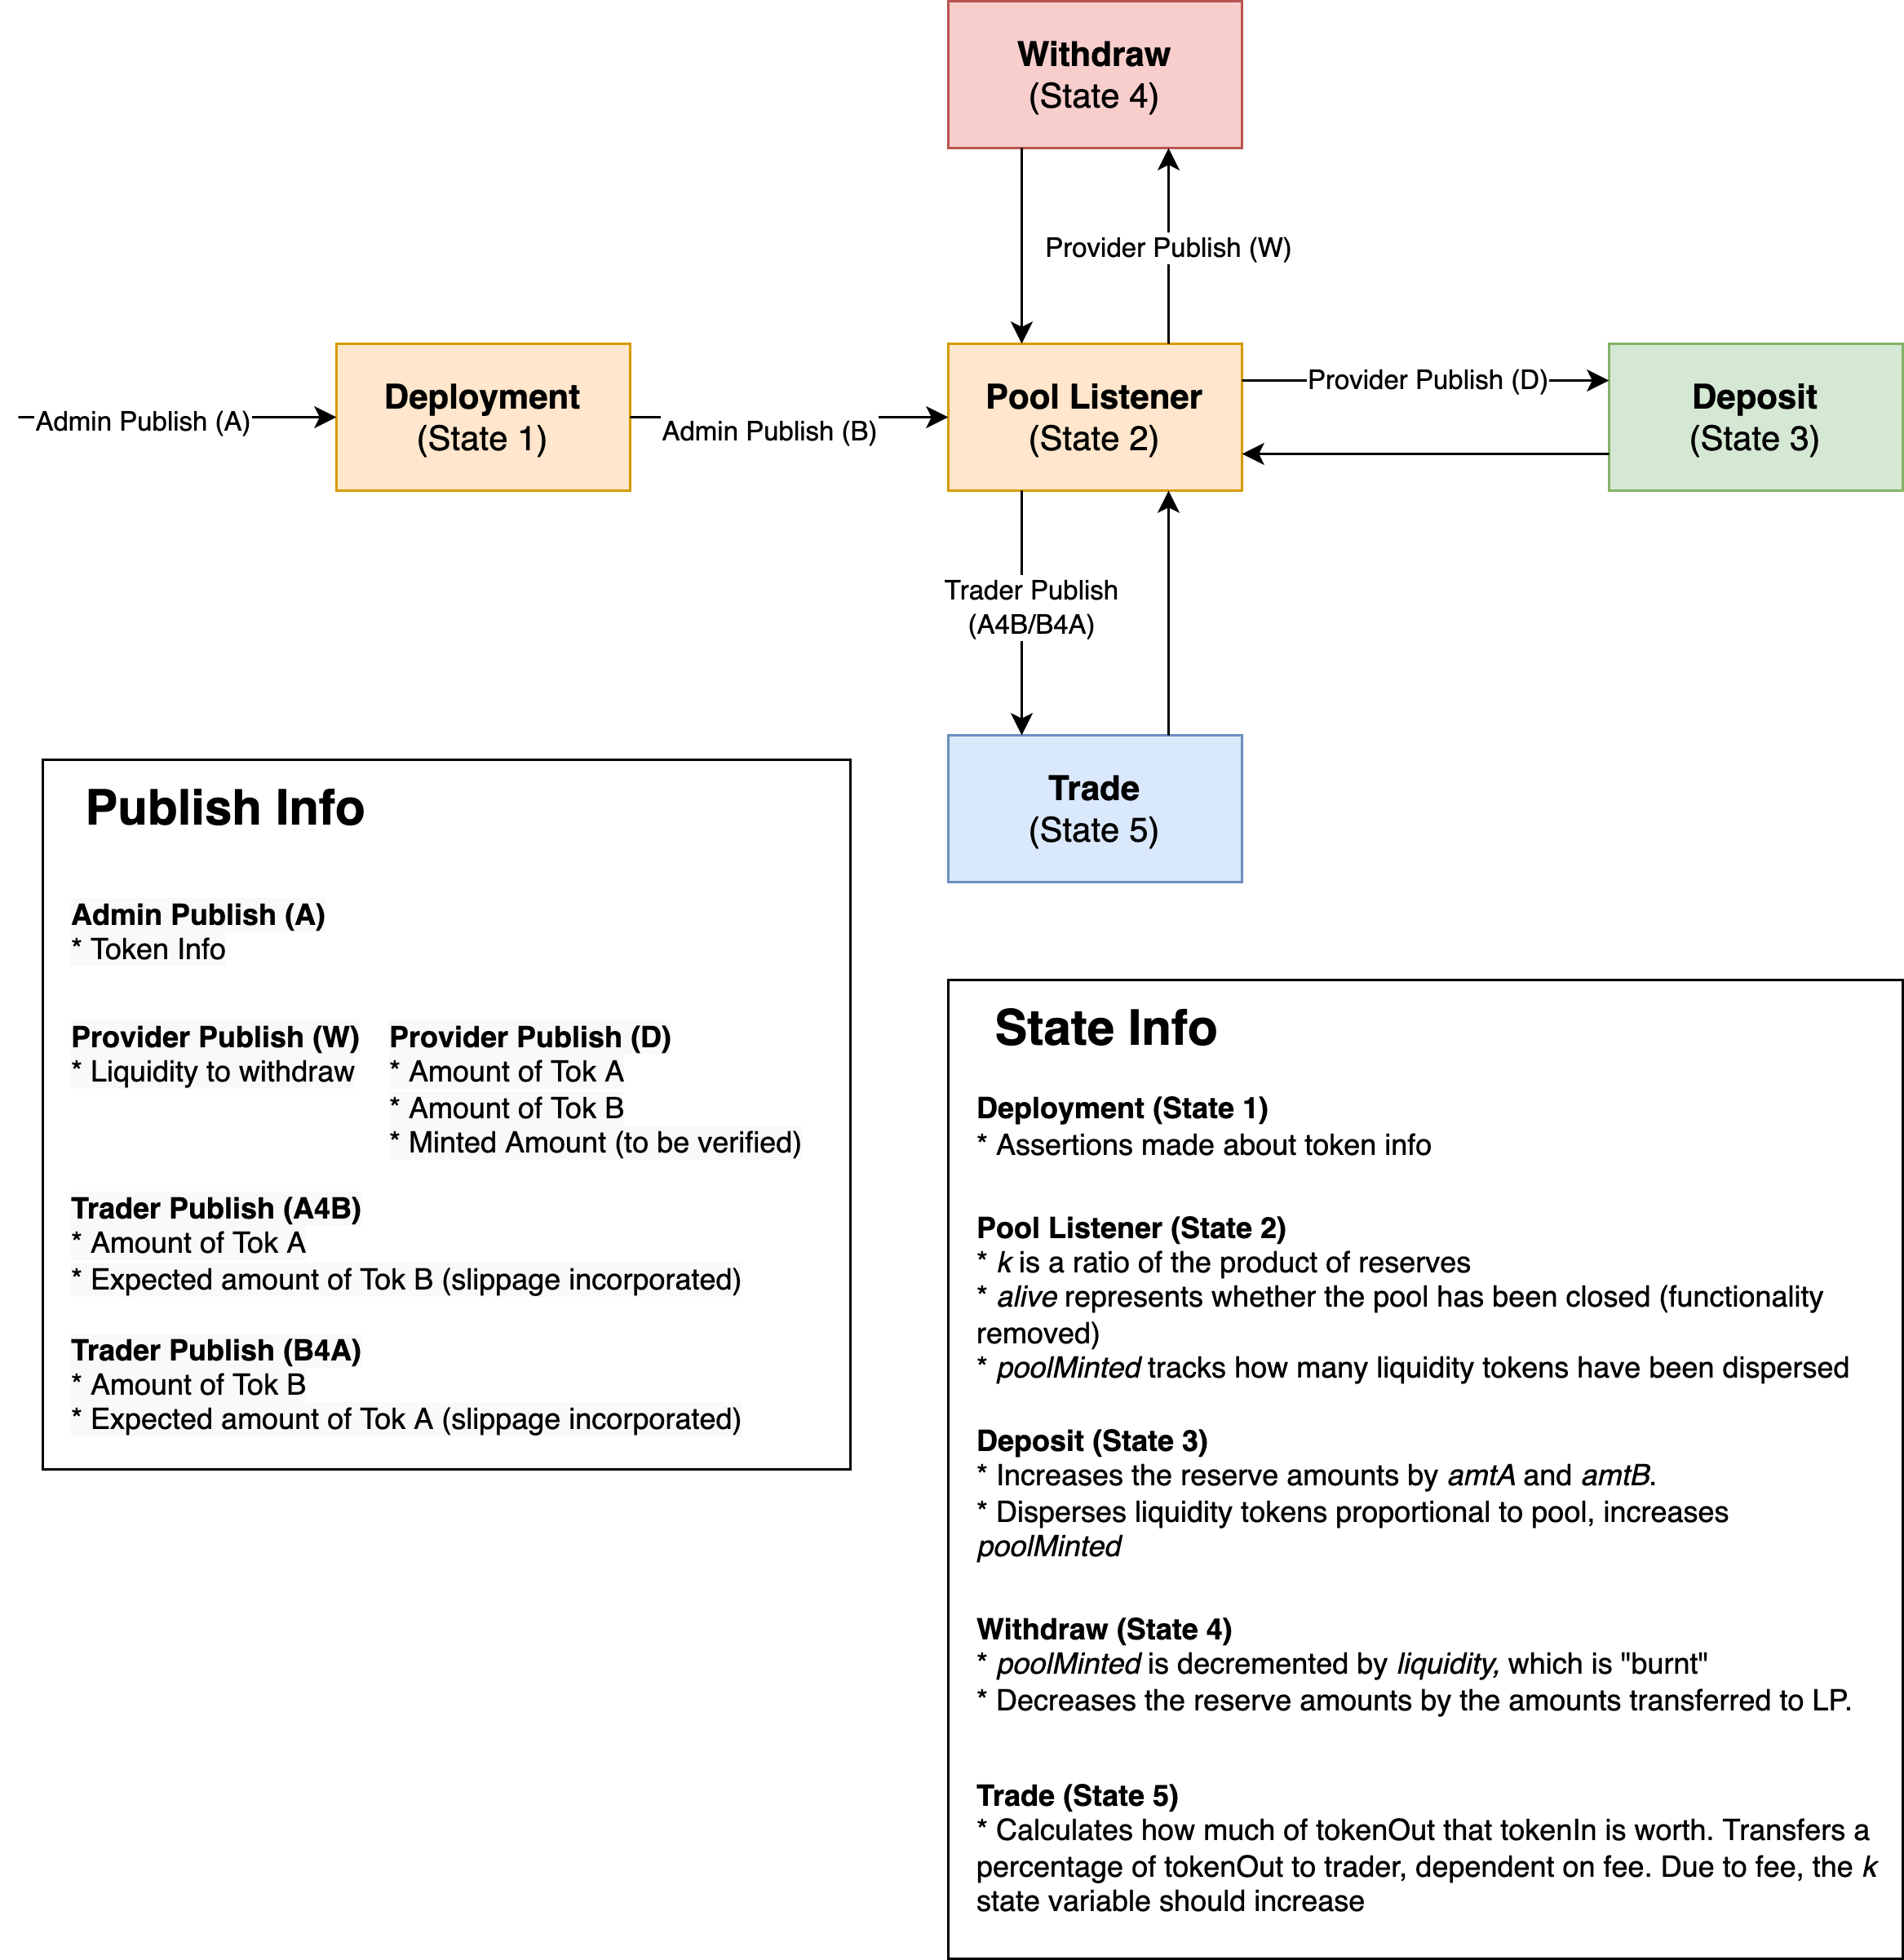 Withdraw
(State 4)
Provider Publish (W)
Admin Publish (A)
Deployment
(State 1)
Admin Publish (B)
Pool Listener
(State 2)
Provider Publish (D)
Deposit
(State 3)
Trader Publish
(A4B/B4A)
Trade
(State 5)
Publish Info
Admin Publish (A)
* Token Info
Provider Publish (W)
* Liquidity to withdraw
Provider Publish (D)
* Amount of Tok A
* Amount of Tok B
* Minted Amount (to be verified)
Trader Publish (A4B)
* Amount of Tok A
* Expected amount of Tok B (slippage incorporated)
Trader Publish (B4A)
* Amount of Tok B
* Expected amount of Tok A (slippage incorporated)
State Info
Deployment (State 1)
* Assertions made about token info
Pool Listener (State 2)
* k is a ratio of the product of reserves
* alive represents whether the pool has been closed (functionality
removed)
* poolMinted tracks how many liquidity tokens have been dispersed
Deposit (State 3)
* Increases the reserve amounts by amtA and amtB.
* Disperses liquidity tokens proportional to pool, increases
poolMinted
Withdraw (State 4)
* poolMinted is decremented by liquidity, which is "burnt"
* Decreases the reserve amounts by the amounts transferred to LP.
Trade (State 5)
* Calculates how much of tokenOut that tokenIn is worth. Transfers a
percentage of tokenOut to trader, dependent on fee. Due to fee, the k
state variable should increase